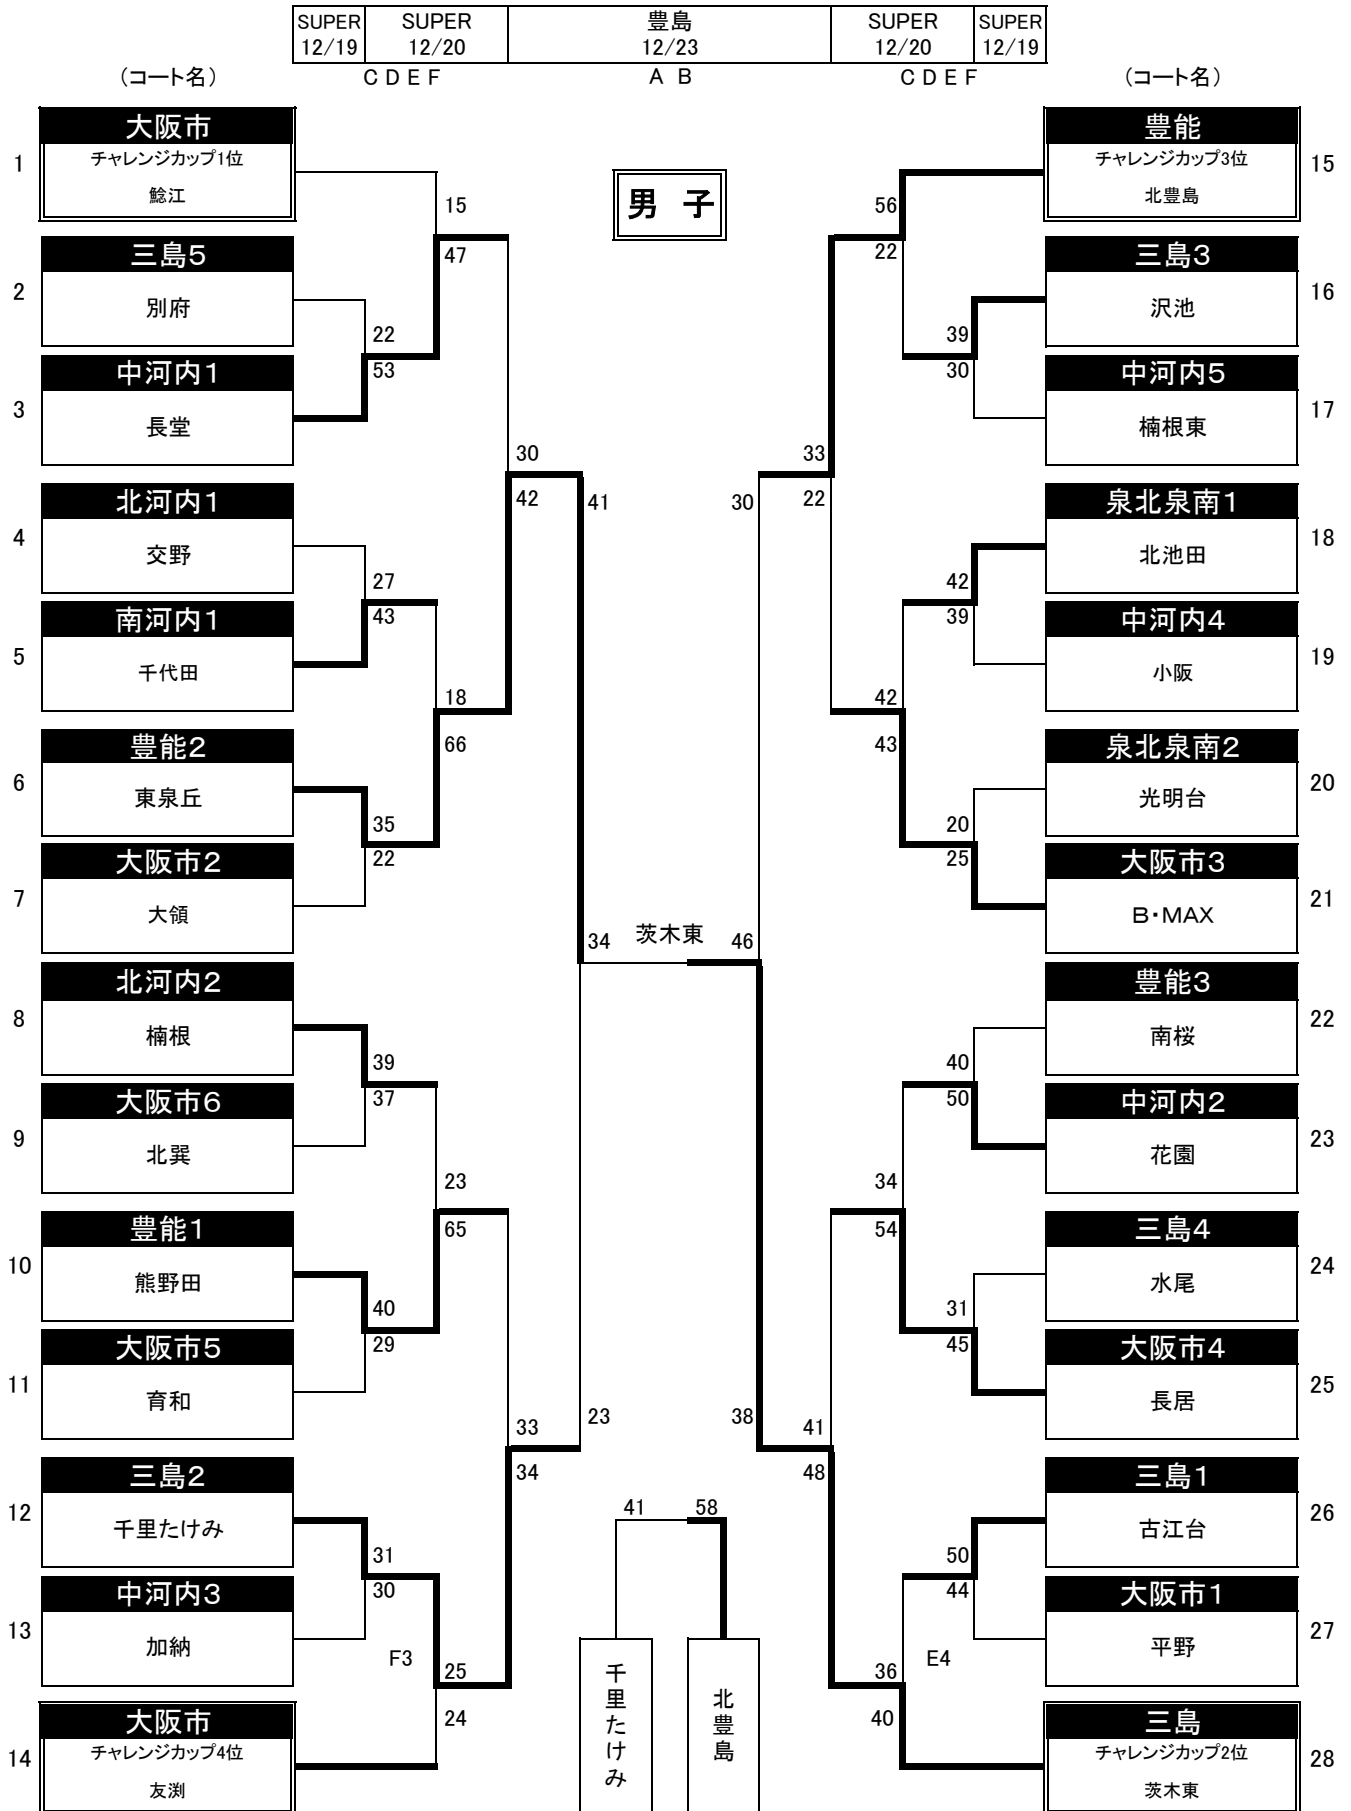 SUPER
12/19
SUPER
12/20
豊島
12/23
SUPER
12/20
SUPER
12/19
(コート名)
C D E F
A B
C D E F
(コート名)
男 子
1
大阪市
チャレンジカップ1位
鯰江
2
三島5
別府
3
中河内1
長堂
4
北河内1
交野
5
南河内1
千代田
6
豊能2
東泉丘
7
大阪市2
大領
8
北河内2
楠根
9
大阪市6
北巽
10
豊能1
熊野田
11
大阪市5
育和
12
三島2
千里たけみ
13
中河内3
加納
14
大阪市
チャレンジカップ4位
友渕
22
53
27
43
35
22
39
37
40
29
31
30
15
47
18
66
23
65
F3
25
24
30
42
33
34
41
23
34
茨木東
46
30
38
41
58
千里たけみ
北豊島
33
22
41
48
56
22
42
43
34
54
36
40
E4
39
30
42
39
20
25
40
50
31
45
50
44
豊能
チャレンジカップ3位
北豊島
15
三島3
沢池
16
中河内5
楠根東
17
泉北泉南1
北池田
18
中河内4
小阪
19
泉北泉南2
光明台
20
大阪市3
B・MAX
21
豊能3
南桜
22
中河内2
花園
23
三島4
水尾
24
大阪市4
長居
25
三島1
古江台
26
大阪市1
平野
27
三島
チャレンジカップ2位
茨木東
28